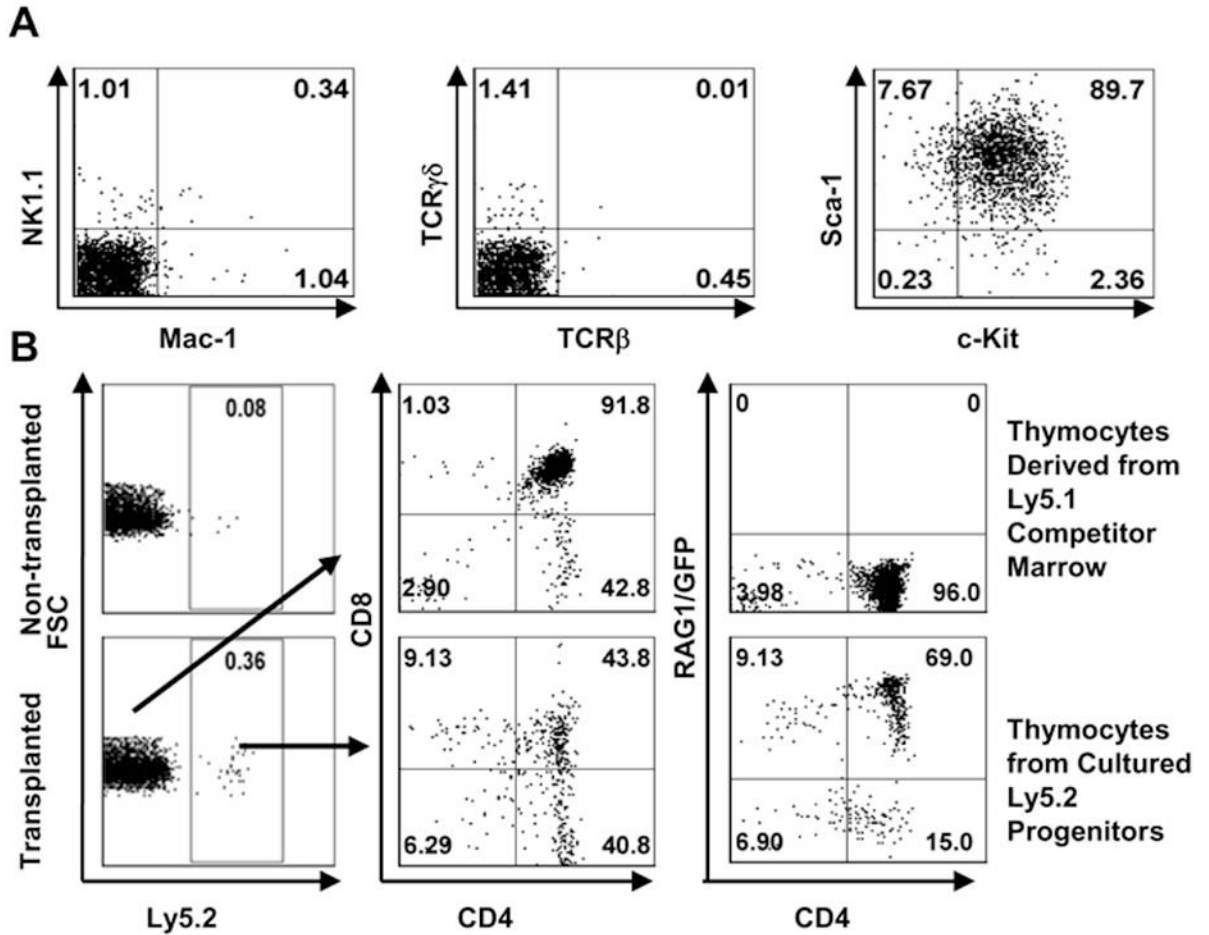 A
NK1.1
1.01
0.34
1.04
Mac-1
TCRγδ
1.41
0.01
0.45
TCRβ
Sca-1
7.67
89.7
0.23
2.36
c-Kit
B
Non-transplanted
Transplanted
FSC
0.08
0.36
Ly5.2
CD8
1.03
91.8
2.90
42.8
9.13
43.8
6.29
40.8
CD4
RAG1/GFP
0
0
3.98
96.0
9.13
69.0
6.90
15.0
CD4
Thymocytes
Derived from
Ly5.1
Competitor
Marrow
Thymocytes
from Cultured
Ly5.2
Progenitors